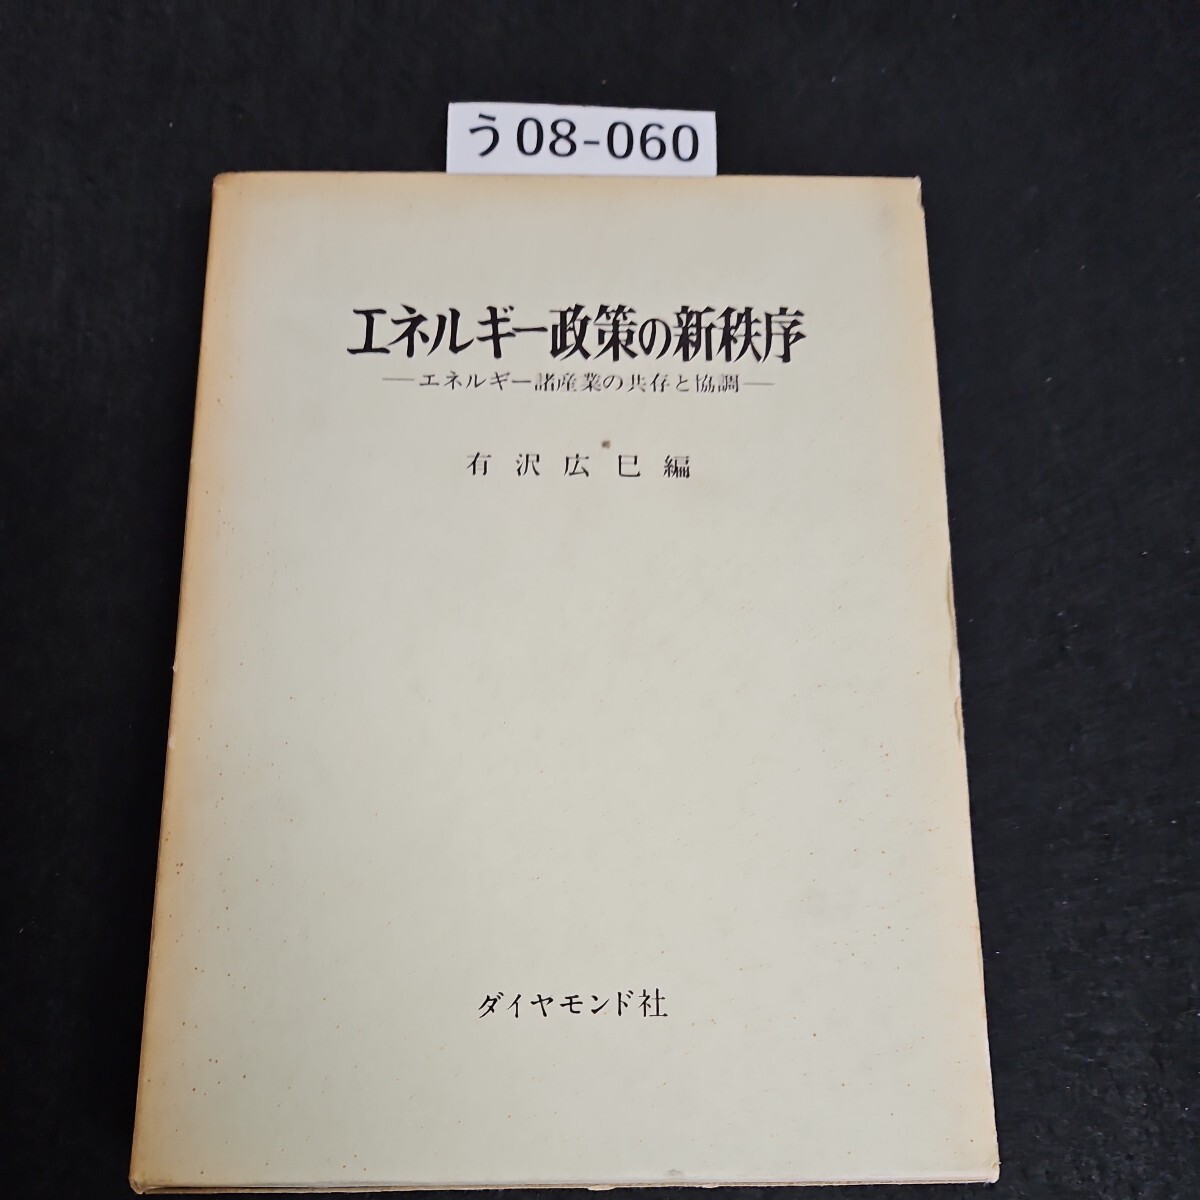 う08-060
エネルギー政策の新秩序
―エネルギー諸産業の共存と協調―
有沢広巳編
ダイヤモンド社